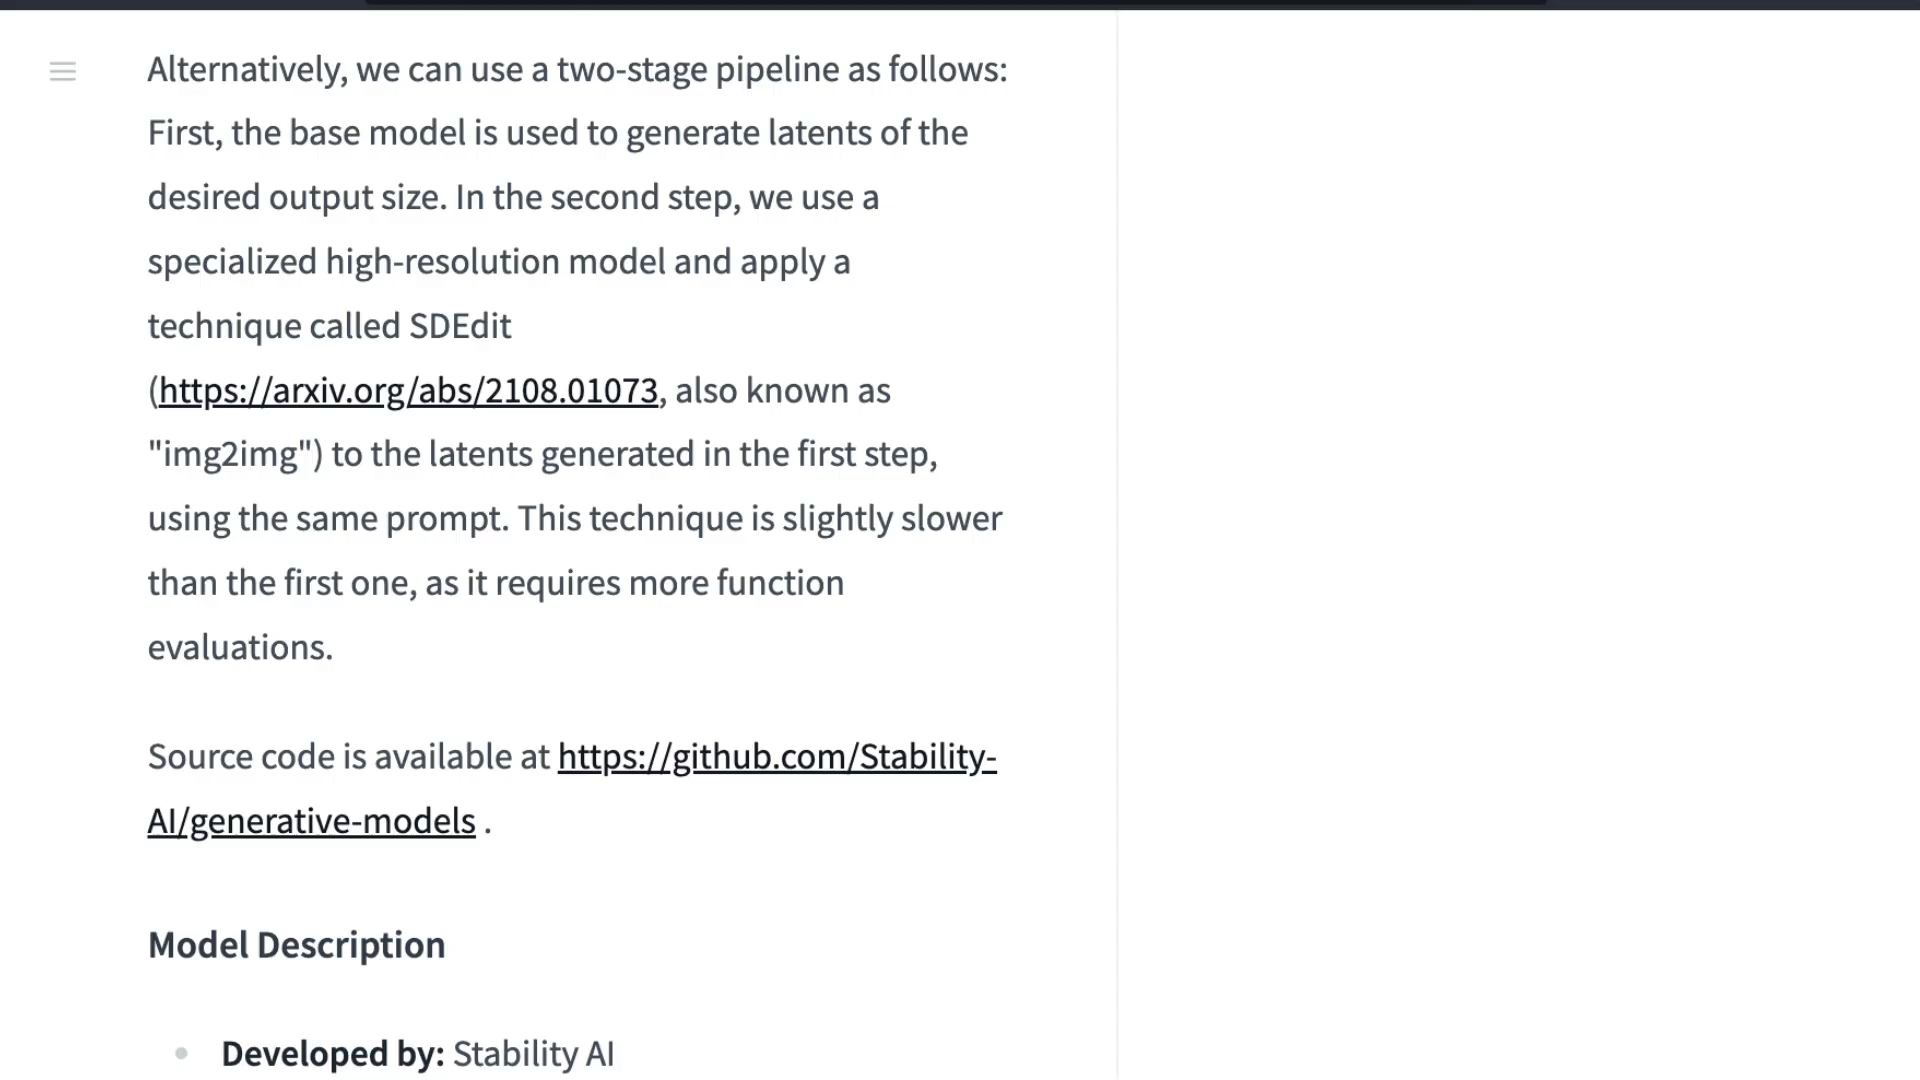 Alternatively, we can use a two-stage pipeline as follows:
First, the base model is used to generate latents of the
desired output size. In the second step, we use a
specialized high-resolution model and apply a
technique called SDEdit
(https://arxiv.org/abs/2108.01073, also known as
"img2img") to the latents generated in the first step,
using the same prompt. This technique is slightly slower
than the first one, as it requires more function
evaluations.
Source code is available at https://github.com/Stability-
AI/generative-models .
Model Description
Developed by: Stability AI